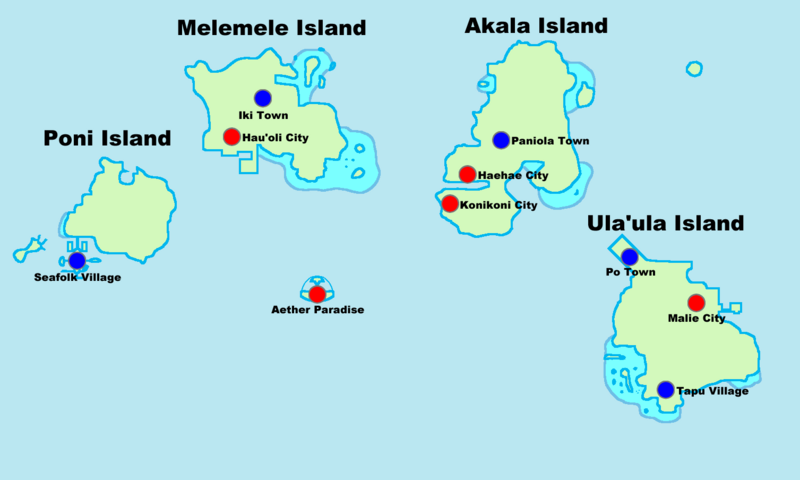 Melemele Island
Akala Island
Iki Town
Hau'oli City
Poni Island
Paniola Town
Haehae City
Konikoni City
Ula'ula Island
Seafolk Village
Po Town
Aether Paradise
Malie City
Tapu Village